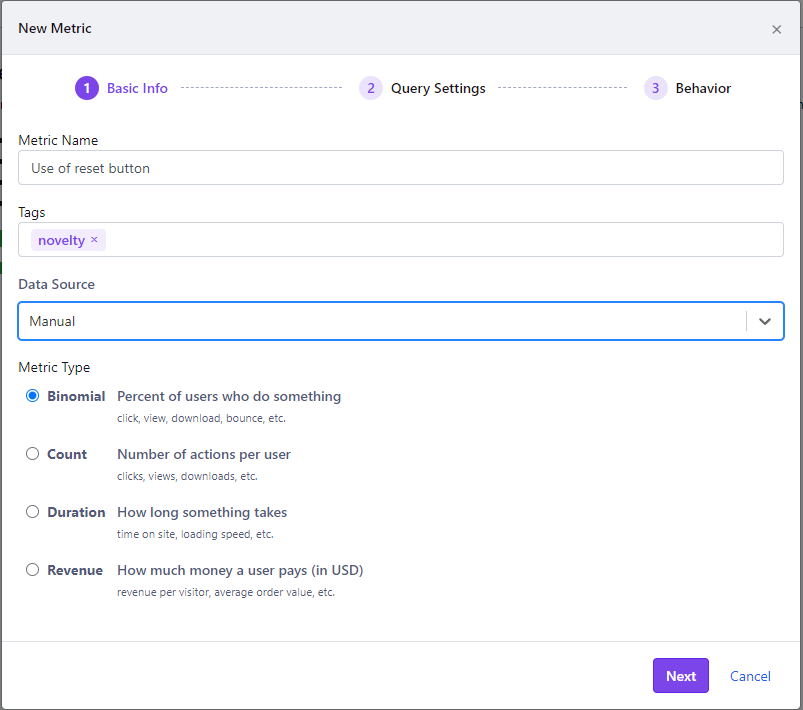 New Metric ×
1 Basic Info 2 Query Settings 3 Behavior
Metric Name
Use of reset button
Tags
novelty ×
Data Source
Manual
Metric Type
Binomial Percent of users who do something
click, view, download, bounce, etc.
Count Number of actions per user
clicks, views, downloads, etc.
Duration How long something takes
time on site, loading speed, etc.
Revenue How much money a user pays (in USD)
revenue per visitor, average order value, etc.
Next Cancel